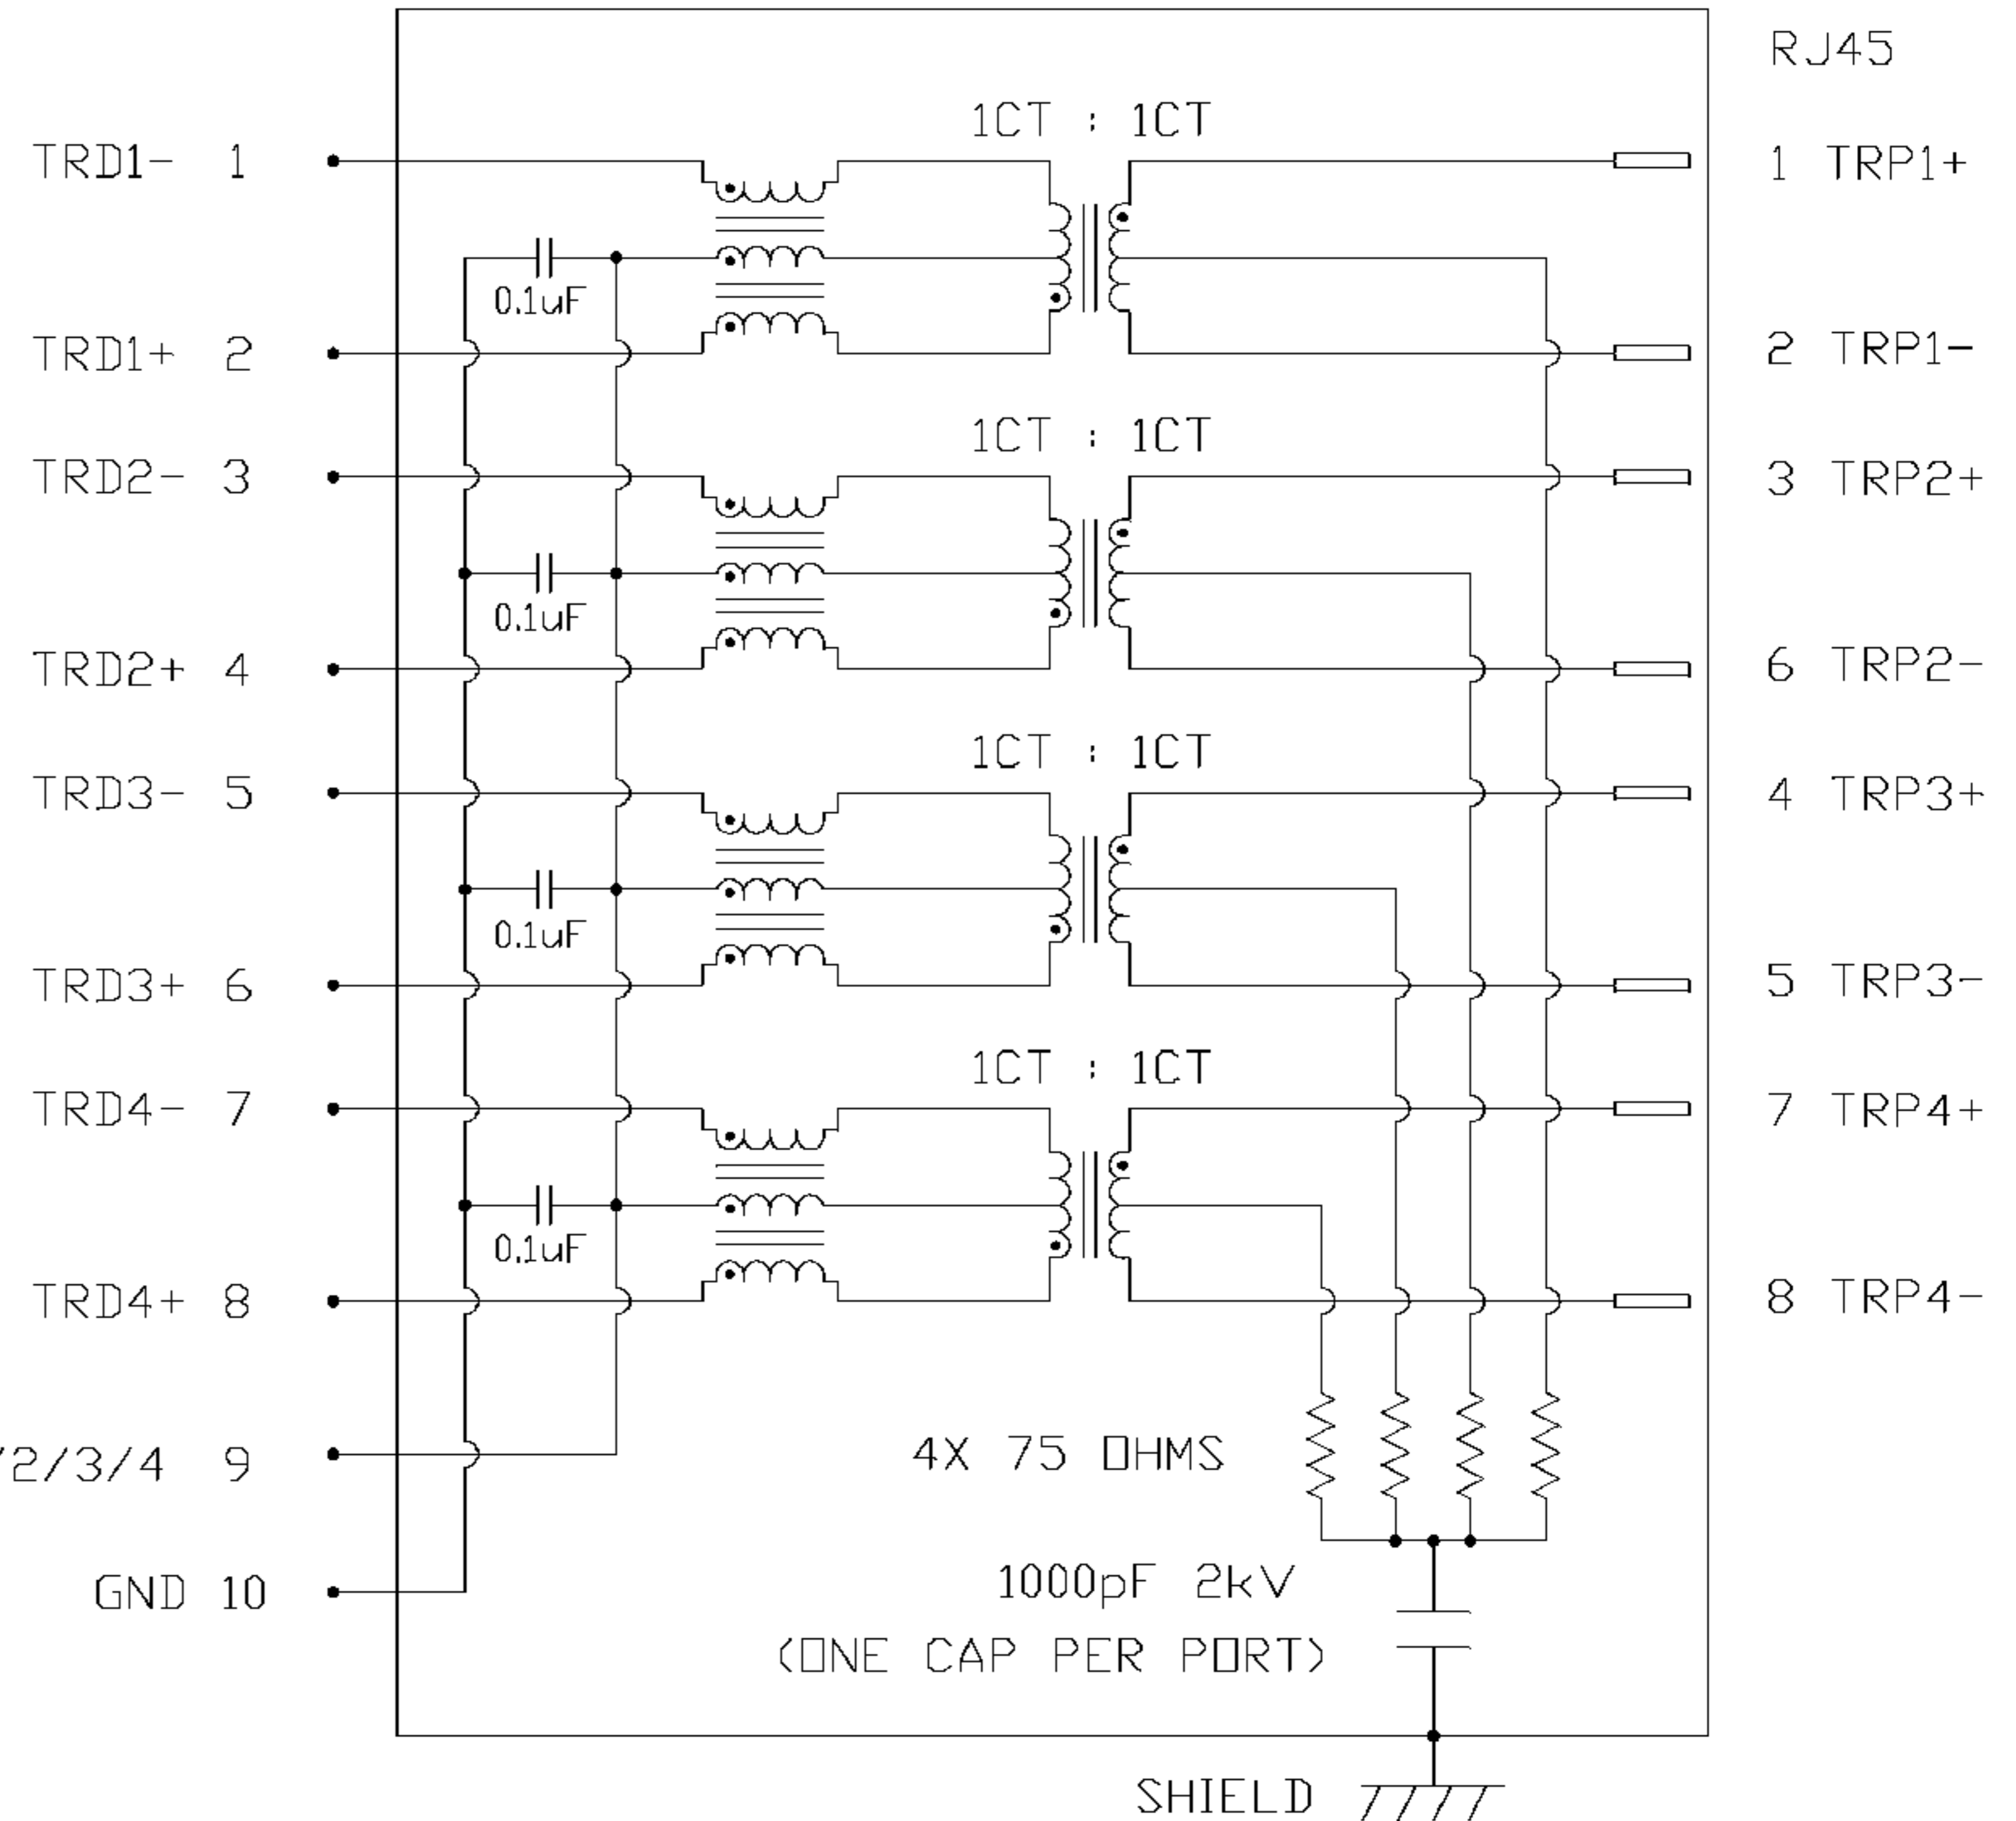 RJ45
1CT : 1CT
TRD1- 1
1 TRP1+
0.1uF
TRD1+ 2
2 TRP1-
1CT : 1CT
TRD2- 3
3 TRP2+
0.1uF
TRD2+ 4
6 TRP2-
1CT : 1CT
TRD3- 5
4 TRP3+
0.1uF
TRD3+ 6
5 TRP3-
1CT : 1CT
TRD4- 7
7 TRP4+
0.1uF
TRD4+ 8
8 TRP4-
/2/3/4 9
4X 75 OHMS
GND 10
1000pF 2kV
(ONE CAP PER PORT)
SHIELD